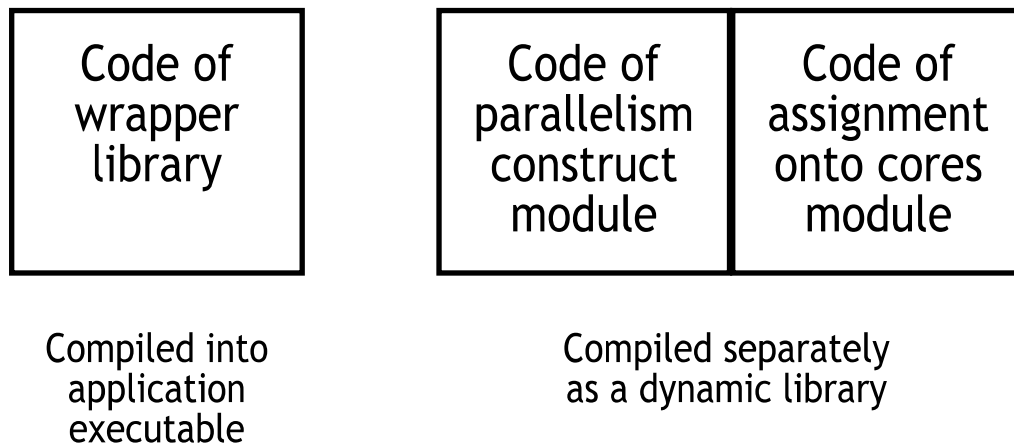 Code of
wrapper
library
Code of
parallelism
construct
module
Code of
assignment
onto cores
module
Compiled into
application
executable
Compiled separately
as a dynamic library